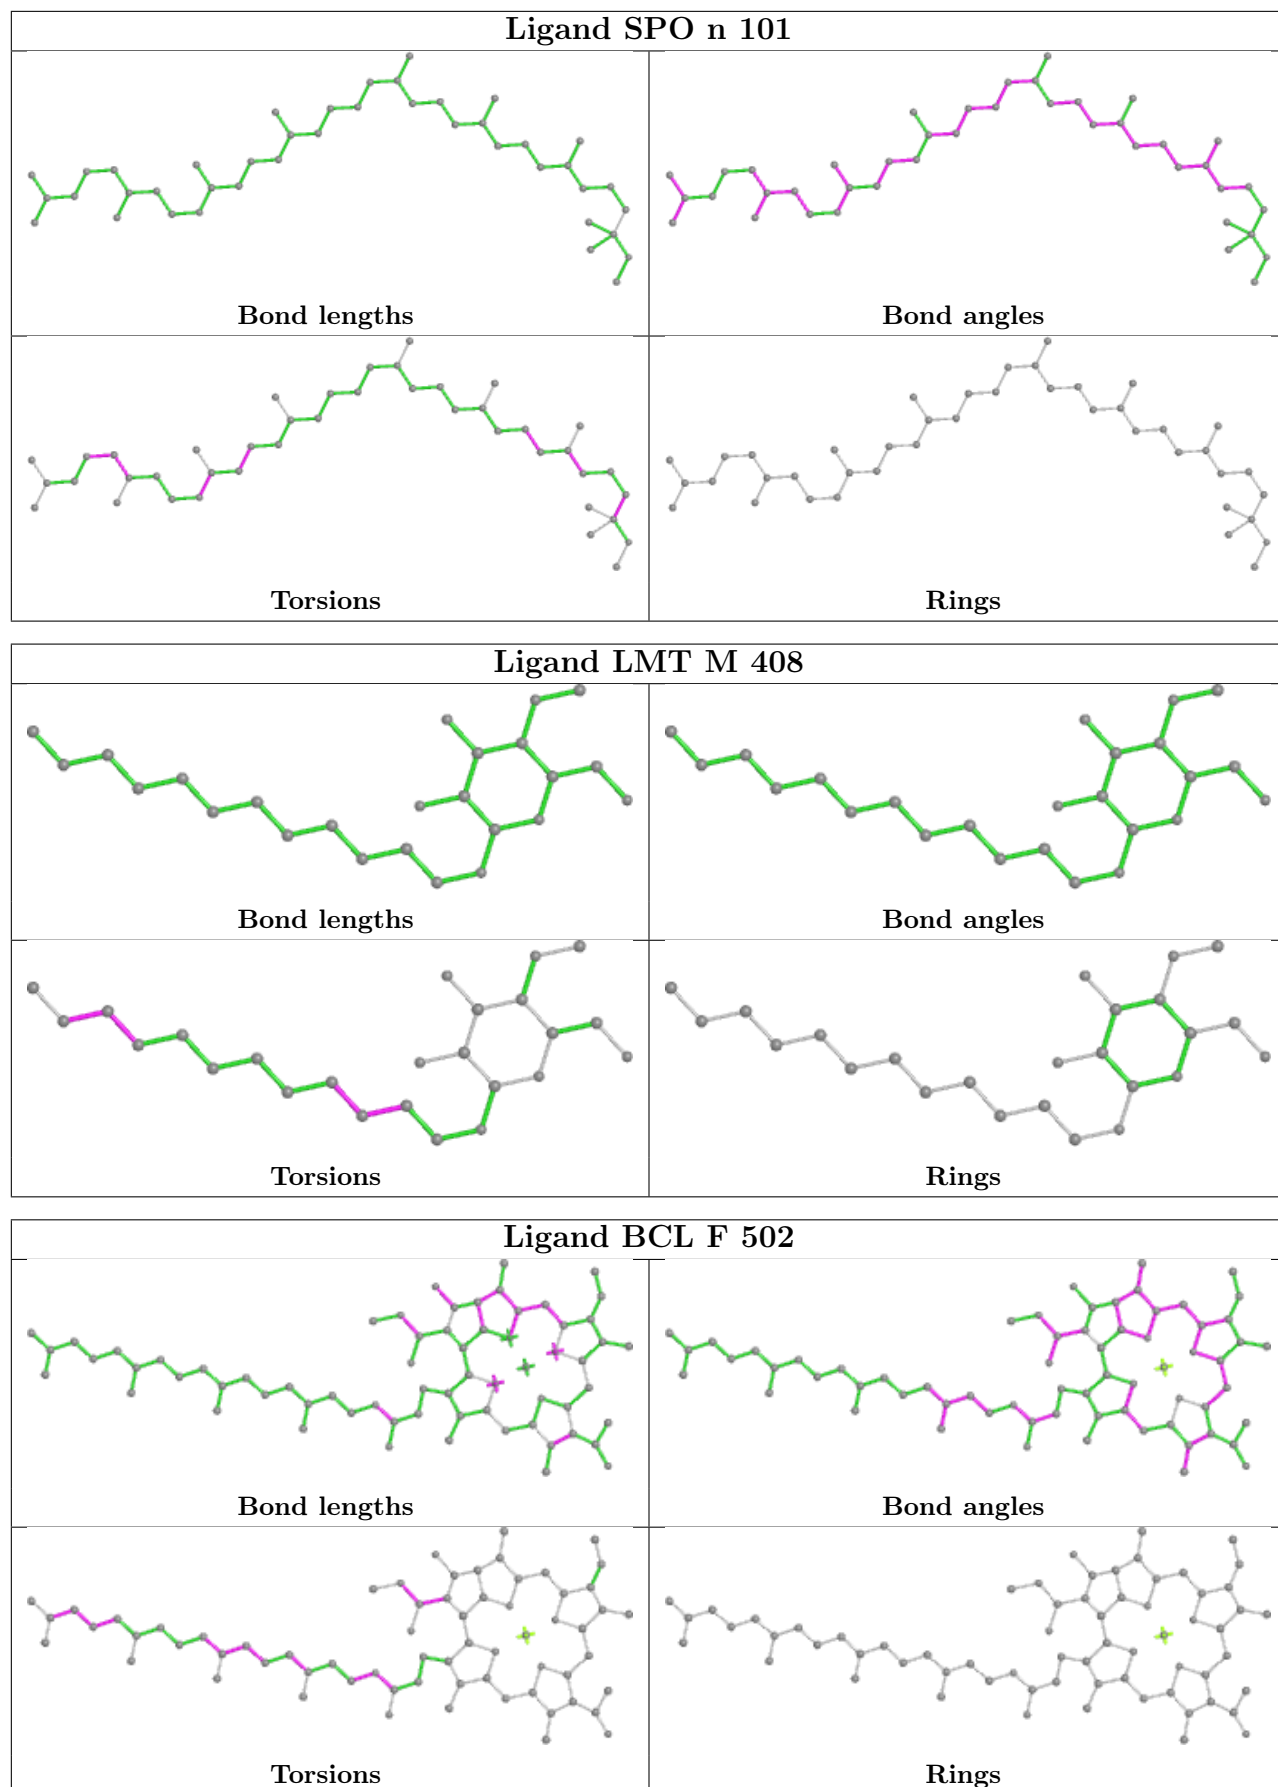 Ligand SPO n 101
Bond lengths
Bond angles
Torsions
Rings
Ligand LMT M 408
Bond lengths
Bond angles
Torsions
Rings
Ligand BCL F 502
Bond lengths
Bond angles
Torsions
Rings